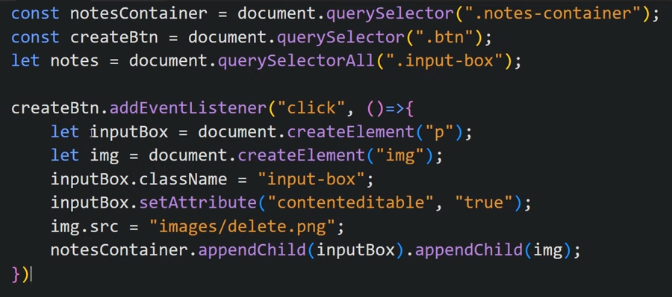 const notesContainer = document.querySelector(".notes-container");
const createBtn = document.querySelector(".btn");
let notes = document.querySelectorAll(".input-box");

createBtn.addEventListener("click", ()=>{
    let inputBox = document.createElement("p");
    let img = document.createElement("img");
    inputBox.className = "input-box";
    inputBox.setAttribute("contenteditable", "true");
    img.src = "images/delete.png";
    notesContainer.appendChild(inputBox).appendChild(img);
})